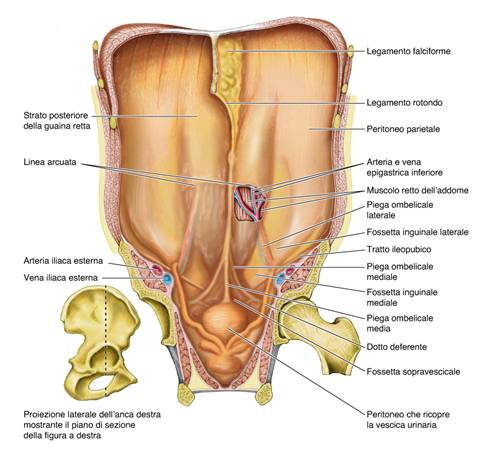 Legamento falciforme
Legamento rotondo
Strato posteriore
della guaina retta
Peritoneo parietale
Linea arcuata
Arteria e vena
epigastrica inferiore
Muscolo retto dell'addome
Piega ombelicale
laterale
Fossetta inguinale laterale
Tratto ileopubico
Arteria iliaca esterna
Vena iliaca esterna
Piega ombelicale
mediale
Fossetta inguinale
mediale
Piega ombelicale
media
Dotto deferente
Fossetta sopravescicale
Proiezione laterale dell'anca destra
mostrante il piano di sezione
della figura a destra
Peritoneo che ricopre
la vescica urinaria